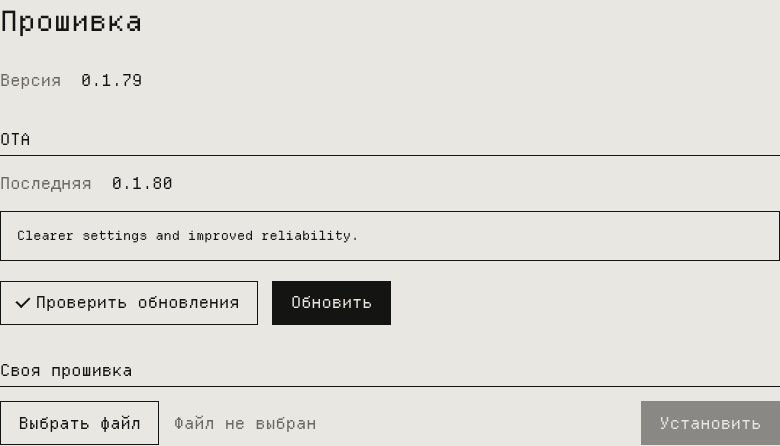 Прошивка
Версия 0.1.79
OTA
Последняя 0.1.80
Clearer settings and improved reliability.
Проверить обновления Обновить
Своя прошивка
Выбрать файл Файл не выбран Установить